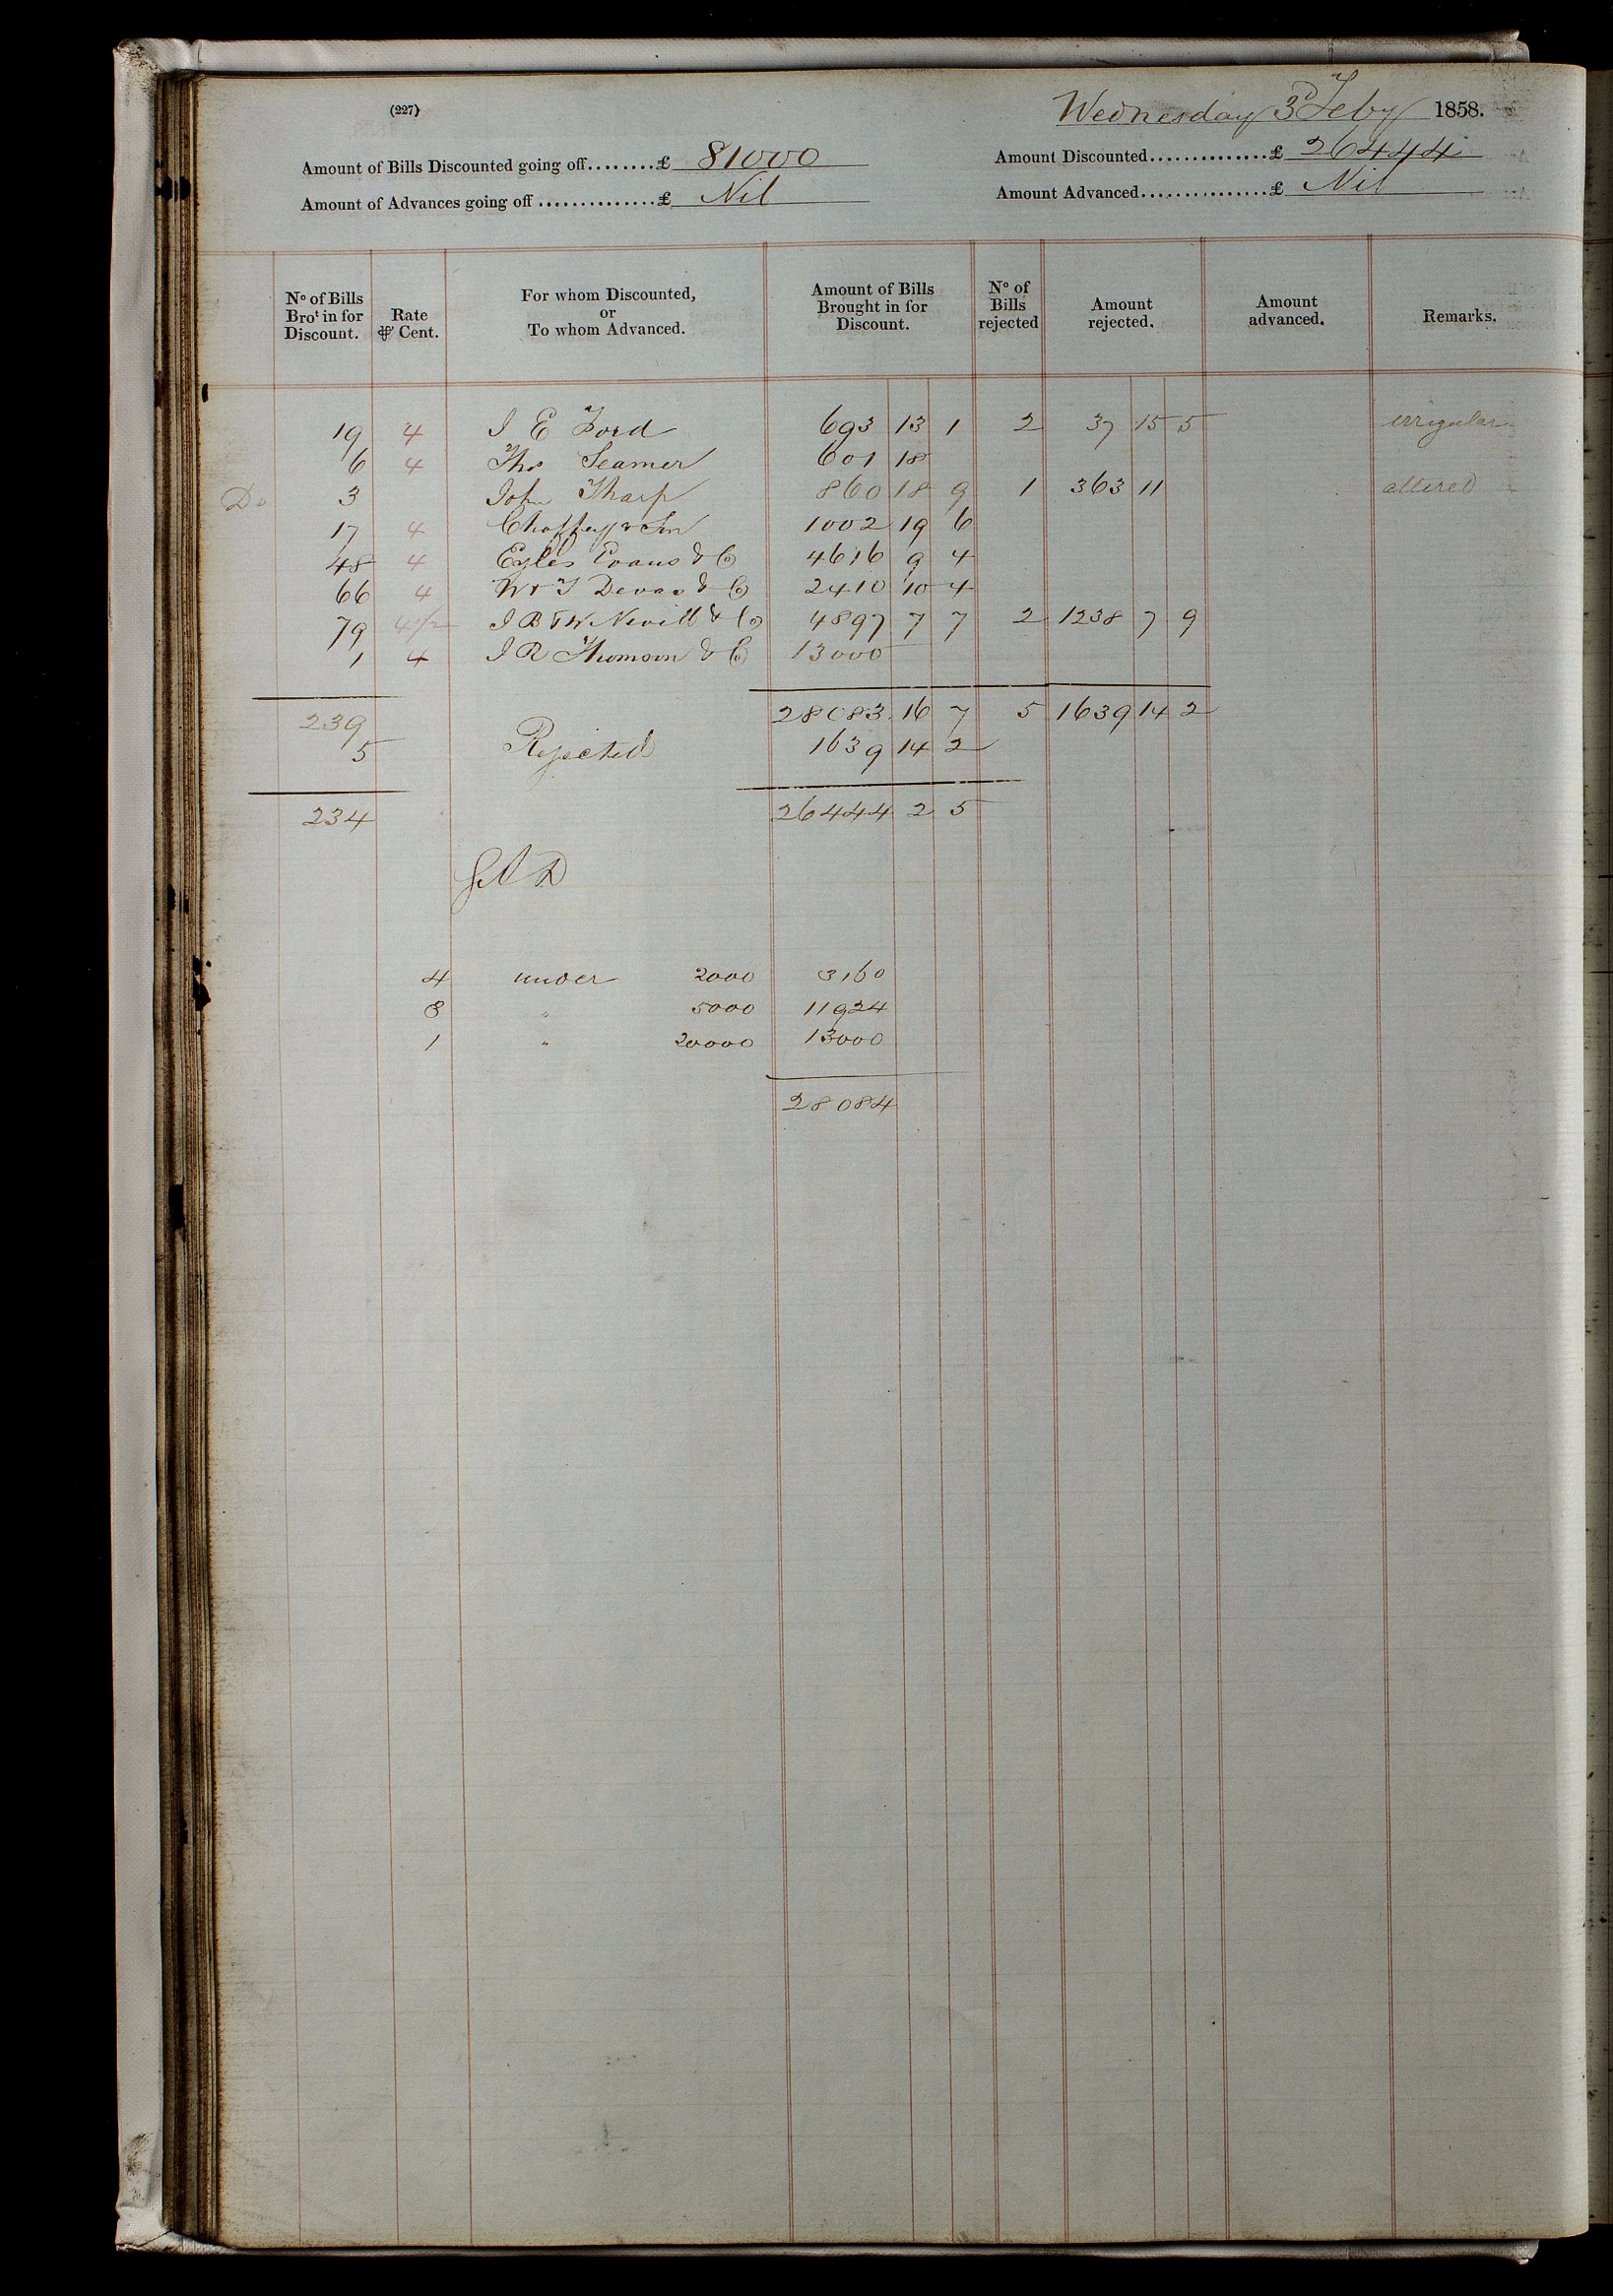 (227)
Wednesday 3d Feby 1858.
Amount of Bills Discounted going off........£ 81000
Amount Discounted...............£ 26444
Amount of Advances going off...............£ Nil
Amount Advanced................£ Nil
No of Bills Brot in for Discount. Rate ⅌ Cent. For whom Discounted, or To whom Advanced. Amount of Bills Brought in for Discount. No of Bills rejected Amount rejected. Amount advanced. Remarks.
19 4 J E Ford 693 13 1 2 37 15 5 irregular
6 4 Thos Seamer 601 18
Do 3 John Tharp 860 18 9 1 363 11 altered
17 4 Chaffey & Son 1002 19 6
48 4 Eyles Evans & Co 4616 9 4
66 4 W & T Devas & Co 2410 10 4
79 4 1/2 J B & W Nevill & Co 4897 7 7 2 1238 7 9
1 4 J R Thomson & Co 13000
239 28083 16 7 5 1639 14 2
5 Rejected 1639 14 2
234 26444 2 5
4 under 2000 3160
8 " 5000 11924
1 " 20000 13000
28084